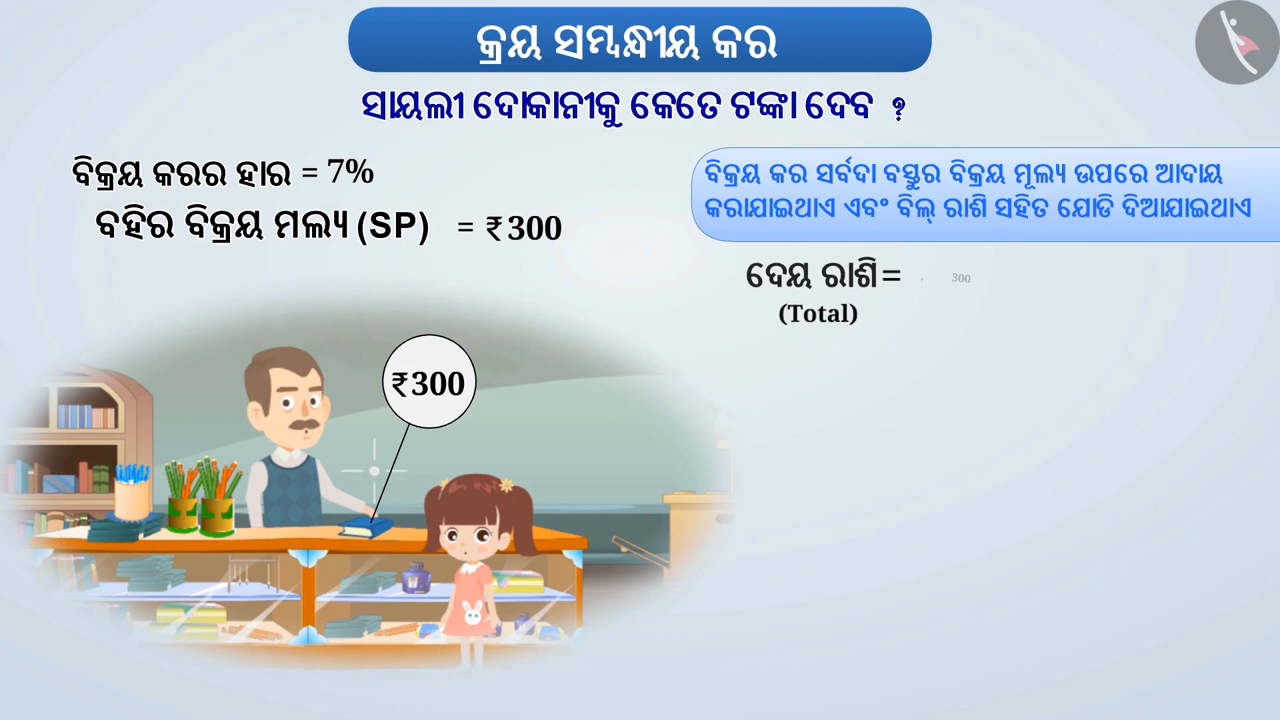 କ୍ରୟ ସମ୍ବନ୍ଧୀୟ କର
ସାୟଲୀ ଦୋକାନୀକୁ କେତେ ଟଙ୍କା ଦେବ ?
ବିକ୍ରୟ କରର ହାର = 7%
ବହିର ବିକ୍ରୟ ମଲ୍ୟ (SP) = ₹300
ବିକ୍ରୟ କର ସର୍ବଦା ବସ୍ତୁର ବିକ୍ରୟ ମୂଲ୍ୟ ଉପରେ ଆଦାୟ
କରାଯାଇଥାଏ ଏବଂ ବିଲ୍ ରାଶି ସହିତ ଯୋଡି ଦିଆଯାଇଥାଏ
ଦେୟ ରାଶି = 300
(Total)
₹300